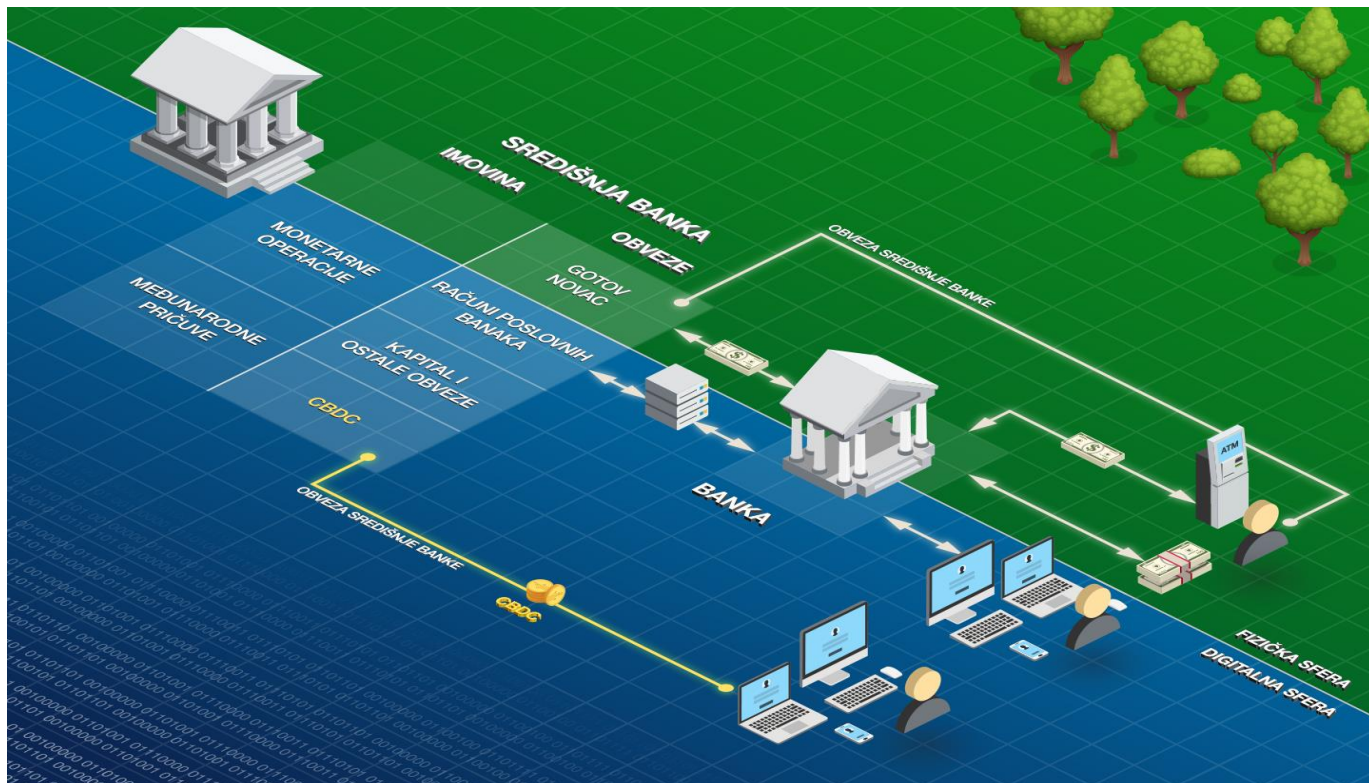 SREDIŠNJA BANKA
IMOVINA
OBVEZE
MONETARNE
OPERACIJE
MEĐUNARODNE
PRIČUVE
GOTOV
NOVAC
RAČUNI POSLOVNIH
BANAKA
KAPITAL I
OSTALE OBVEZE
CBDC
OBVEZA SREDIŠNJE BANKE
OBVEZA SREDIŠNJE BANKE
CBDC
BANKA
ATM
FIZIČKA SFERA
DIGITALNA SFERA